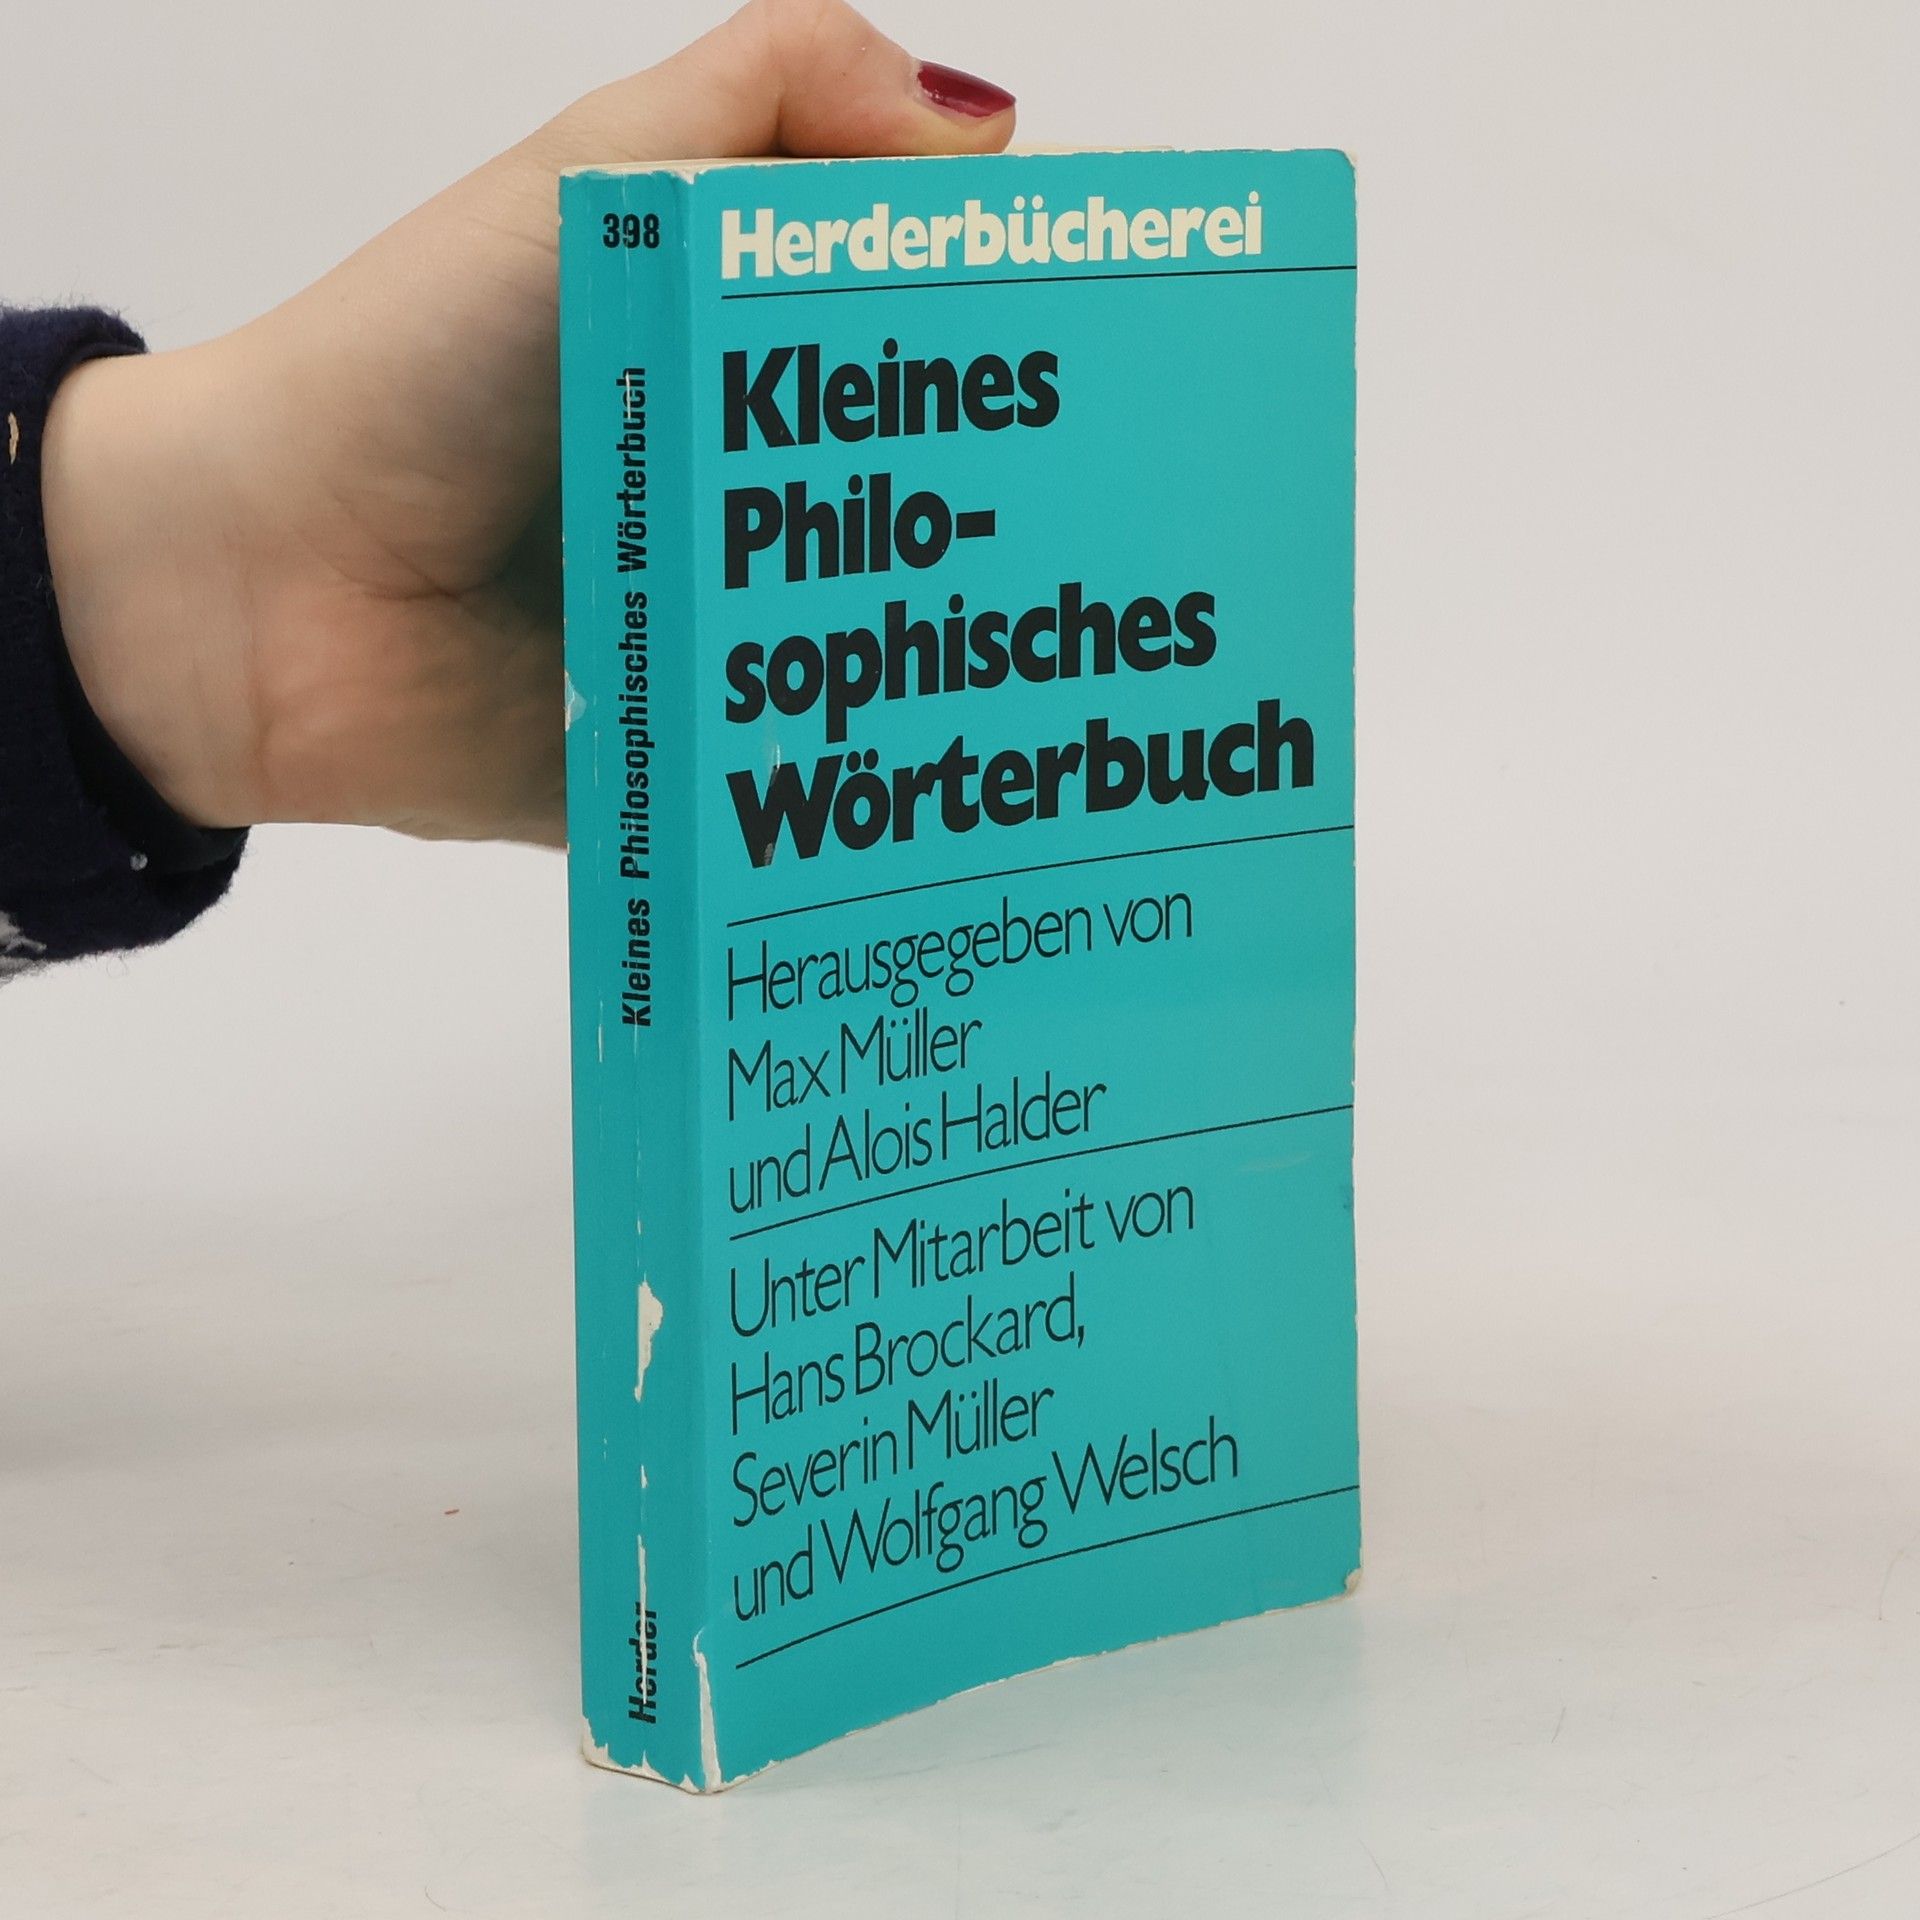 398
Kleines Philosophisches Wörterbuch
Herder
Herderbücherei
Kleines
Philo-
sophisches
Wörterbuch
Herausgegeben von
Max Müller
und Alois Halder
Unter Mitarbeit von
Hans Brockard,
Severin Müller
und Wolfgang Welsch